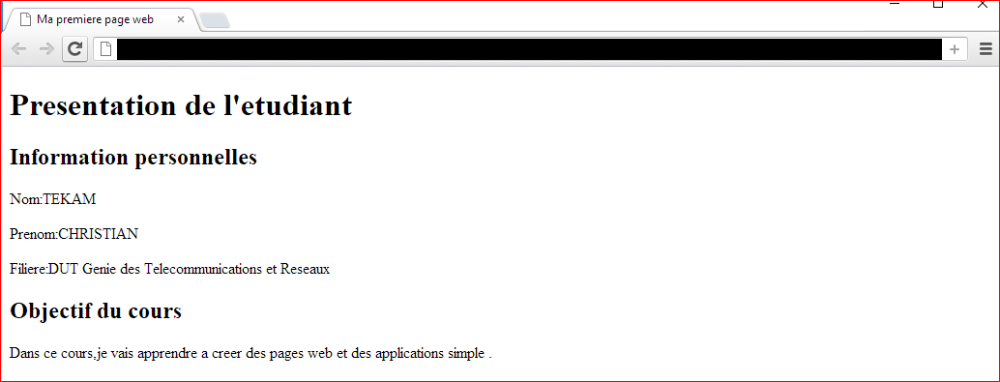 Ma premiere page web
Presentation de l'etudiant
Information personnelles
Nom:TEKAM
Prenom:CHRISTIAN
Filiere:DUT Genie des Telecommunications et Reseaux
Objectif du cours
Dans ce cours,je vais apprendre a creer des pages web et des applications simple .